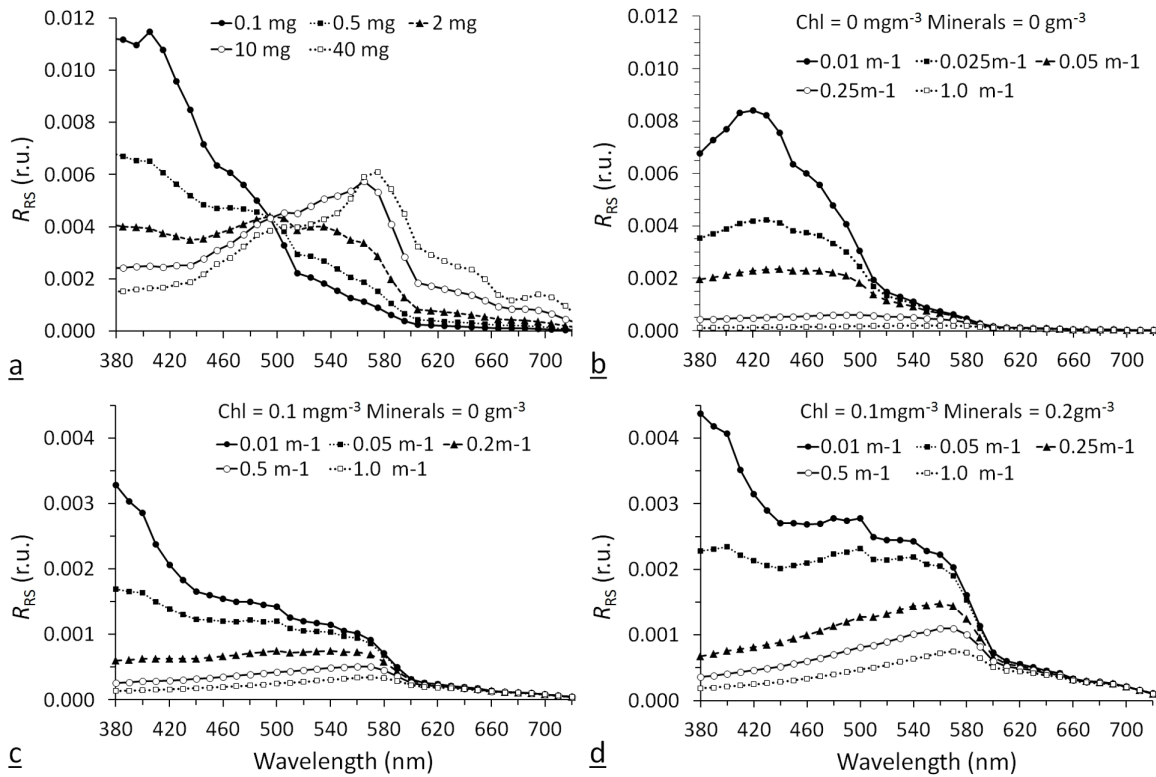 0.1 mg 0.5 mg 2 mg
10 mg 40 mg
R_RS (r.u.)
0.012
0.010
0.008
0.006
0.004
0.002
0.000
380 420 460 500 540 580 620 660 700
a
Chl = 0 mgm⁻³ Minerals = 0 gm⁻³
0.01 m-1 0.025m-1 0.05 m-1
0.25m-1 1.0 m-1
R_RS (r.u.)
0.012
0.010
0.008
0.006
0.004
0.002
0.000
380 420 460 500 540 580 620 660 700
b
Chl = 0.1 mgm⁻³ Minerals = 0 gm⁻³
0.01 m-1 0.05 m-1 0.2m-1
0.5 m-1 1.0 m-1
R_RS (r.u.)
0.004
0.003
0.002
0.001
0.000
380 420 460 500 540 580 620 660 700
Wavelength (nm)
c
Chl = 0.1mgm⁻³ Minerals = 0.2gm⁻³
0.01 m-1 0.05 m-1 0.25m-1
0.5 m-1 1.0 m-1
R_RS (r.u.)
0.004
0.003
0.002
0.001
0.000
380 420 460 500 540 580 620 660 700
Wavelength (nm)
d